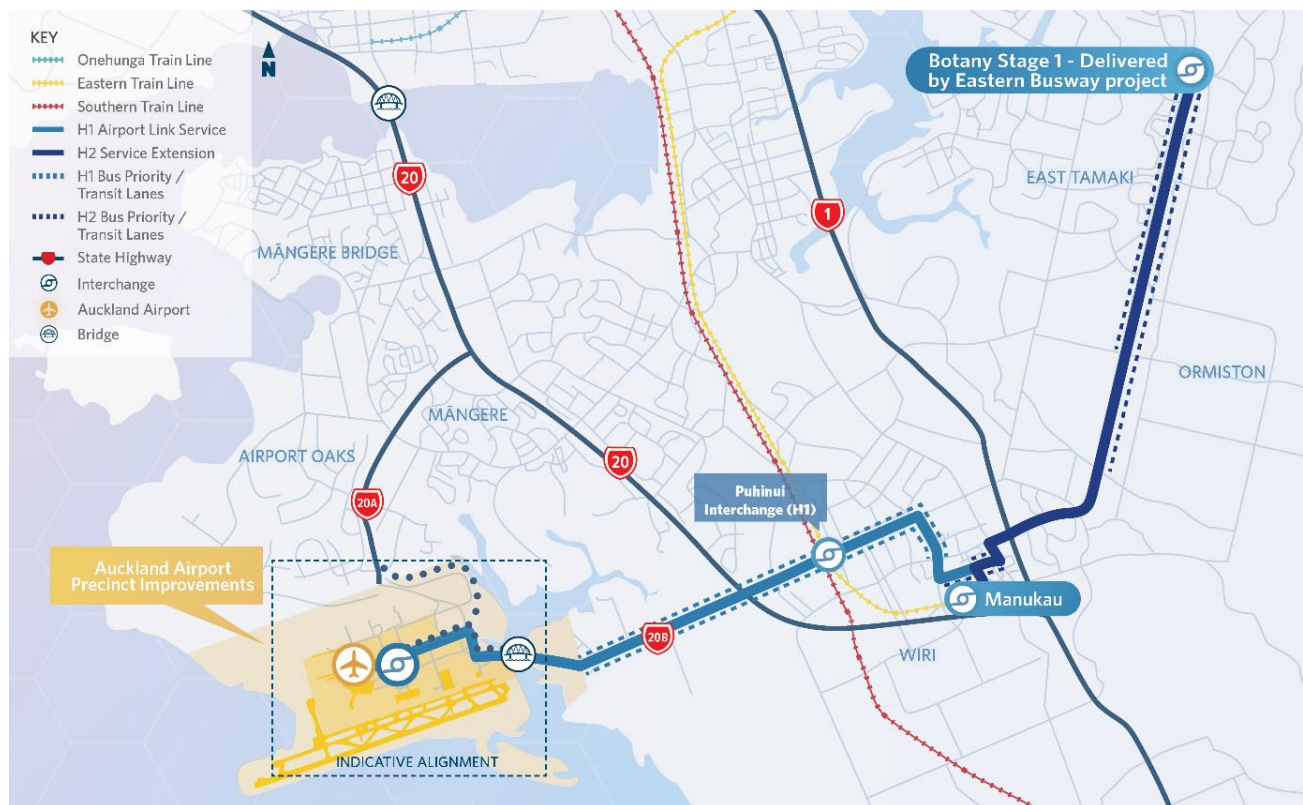 KEY
Onehunga Train Line
Eastern Train Line
Southern Train Line
H1 Airport Link Service
H2 Service Extension
H1 Bus Priority /
Transit Lanes
H2 Bus Priority /
Transit Lanes
State Highway
Interchange
Auckland Airport
Bridge
N
Botany Stage 1 - Delivered
by Eastern Busway project
EAST TAMAKI
20
1
MĀNGERE BRIDGE
ORMISTON
MĀNGERE
AIRPORT OAKS
20
20A
Puhinui
Interchange (H1)
Auckland Airport
Precinct Improvements
Manukau
20B
WIRI
INDICATIVE ALIGNMENT